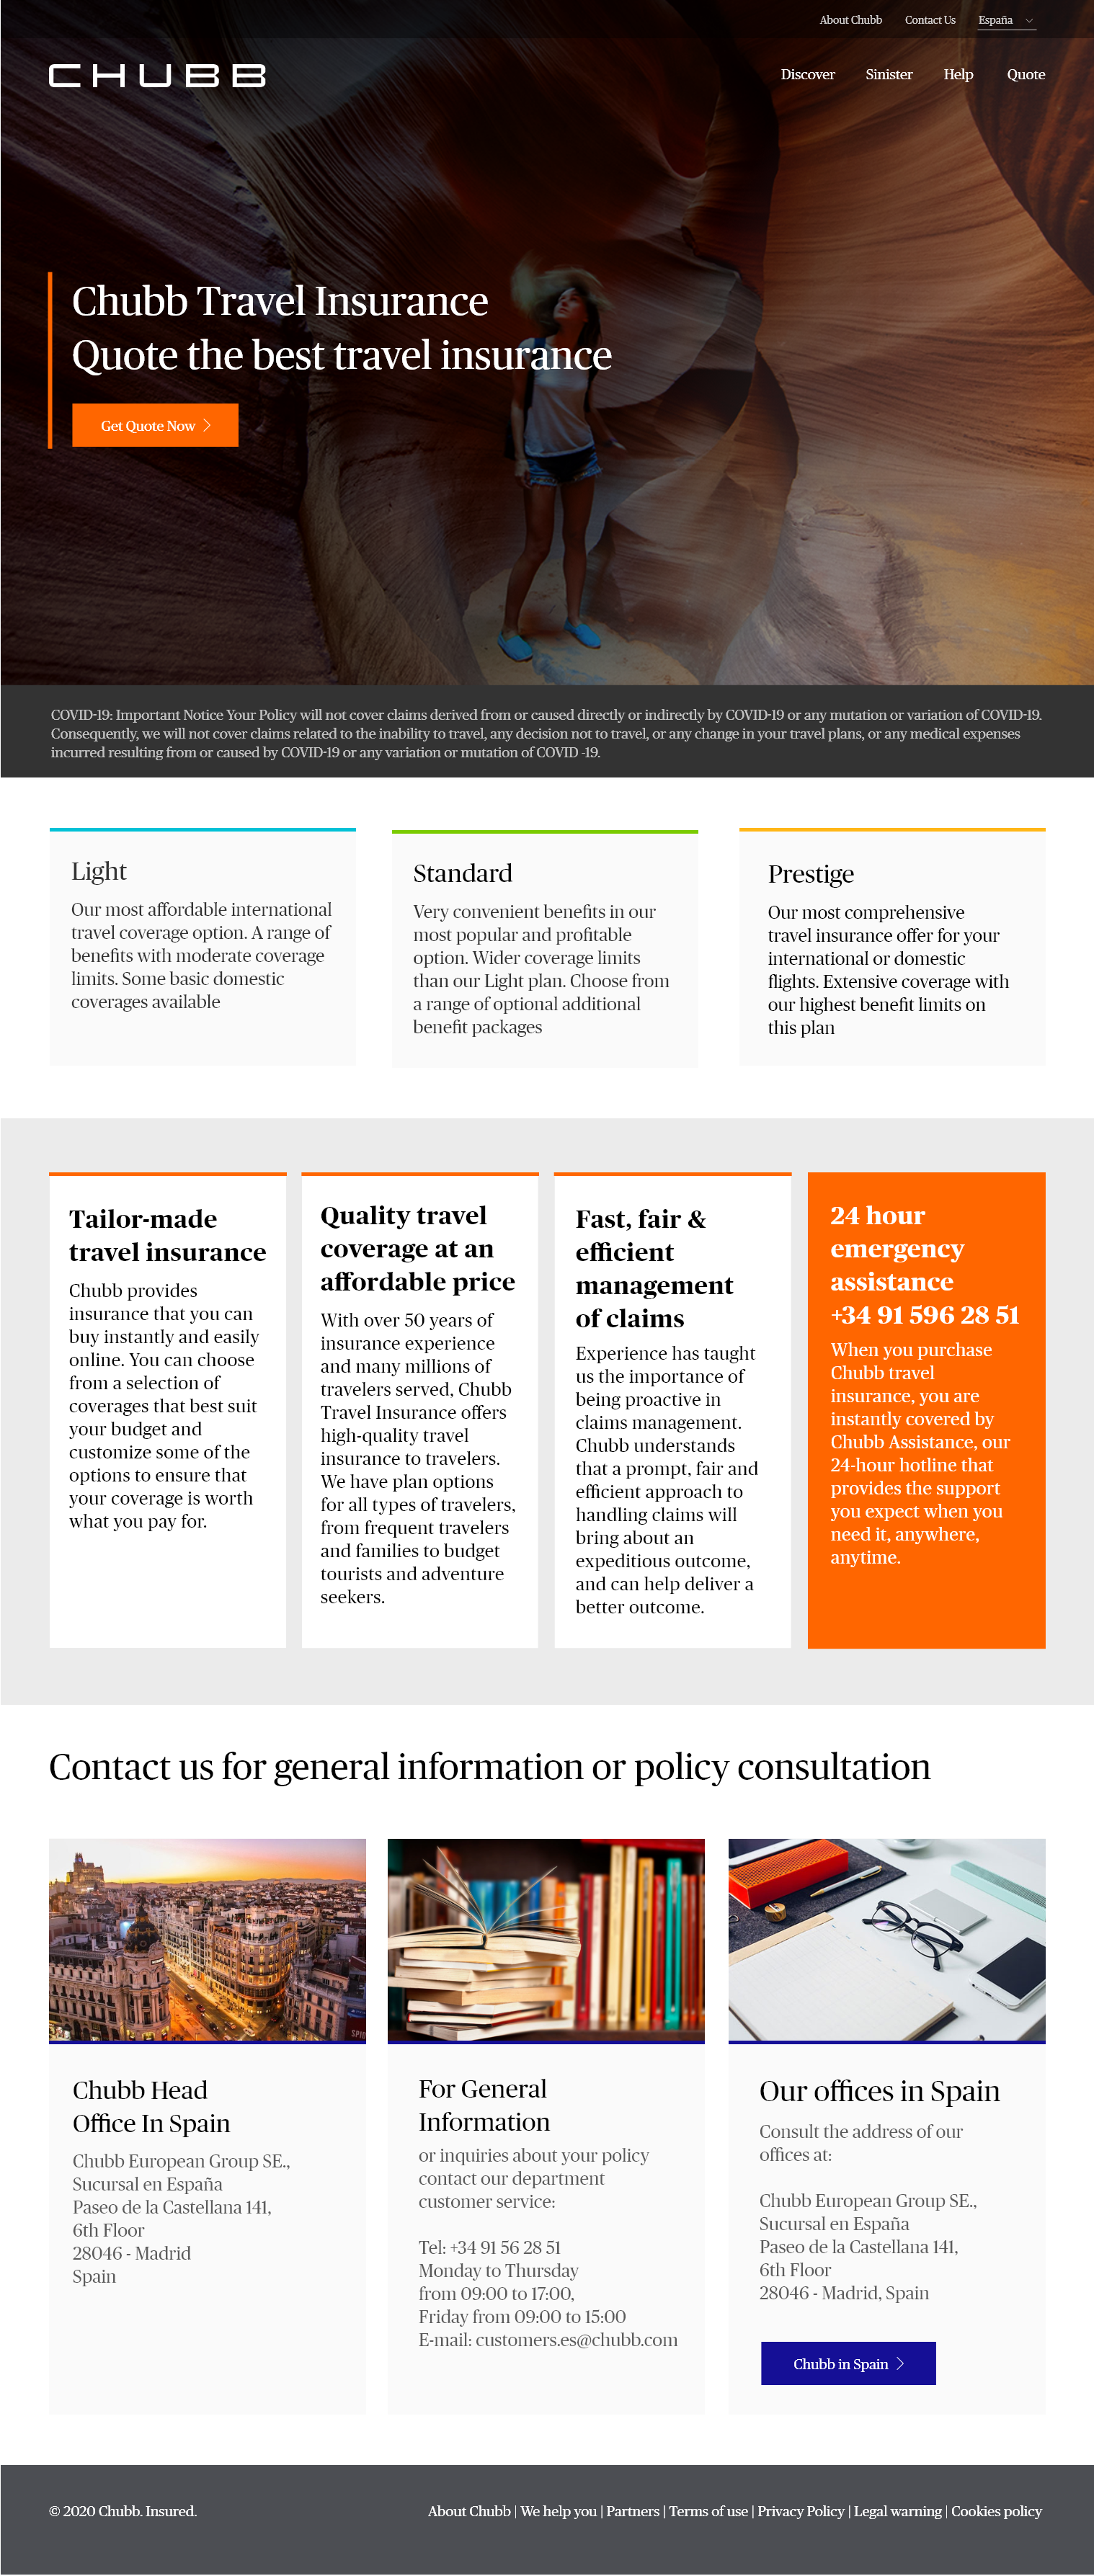 About Chubb Contact Us España
CHUBB
Discover Sinister Help Quote
Chubb Travel Insurance
Quote the best travel insurance
Get Quote Now
COVID-19: Important Notice Your Policy will not cover claims derived from or caused directly or indirectly by COVID-19 or any mutation or variation of COVID-19.
Consequently, we will not cover claims related to the inability to travel, any decision not to travel, or any change in your travel plans, or any medical expenses
incurred resulting from or caused by COVID-19 or any variation or mutation of COVID -19.
Light
Our most affordable international
travel coverage option. A range of
benefits with moderate coverage
limits. Some basic domestic
coverages available
Standard
Very convenient benefits in our
most popular and profitable
option. Wider coverage limits
than our Light plan. Choose from
a range of optional additional
benefit packages
Prestige
Our most comprehensive
travel insurance offer for your
international or domestic
flights. Extensive coverage with
our highest benefit limits on
this plan
Tailor-made
travel insurance
Chubb provides
insurance that you can
buy instantly and easily
online. You can choose
from a selection of
coverages that best suit
your budget and
customize some of the
options to ensure that
your coverage is worth
what you pay for.
Quality travel
coverage at an
affordable price
With over 50 years of
insurance experience
and many millions of
travelers served, Chubb
Travel Insurance offers
high-quality travel
insurance to travelers.
We have plan options
for all types of travelers,
from frequent travelers
and families to budget
tourists and adventure
seekers.
Fast, fair &
efficient
management
of claims
Experience has taught
us the importance of
being proactive in
claims management.
Chubb understands
that a prompt, fair and
efficient approach to
handling claims will
bring about an
expeditious outcome,
and can help deliver a
better outcome.
24 hour
emergency
assistance
+34 91 596 28 51
When you purchase
Chubb travel
insurance, you are
instantly covered by
Chubb Assistance, our
24-hour hotline that
provides the support
you expect when you
need it, anywhere,
anytime.
Contact us for general information or policy consultation
Chubb Head
Office In Spain
Chubb European Group SE.,
Sucursal en España
Paseo de la Castellana 141,
6th Floor
28046 - Madrid
Spain
For General
Information
or inquiries about your policy
contact our department
customer service:
Tel: +34 91 56 28 51
Monday to Thursday
from 09:00 to 17:00,
Friday from 09:00 to 15:00
E-mail: customers.es@chubb.com
Our offices in Spain
Consult the address of our
offices at:
Chubb European Group SE.,
Sucursal en España
Paseo de la Castellana 141,
6th Floor
28046 - Madrid, Spain
Chubb in Spain
© 2020 Chubb. Insured.
About Chubb | We help you | Partners | Terms of use | Privacy Policy | Legal warning | Cookies policy